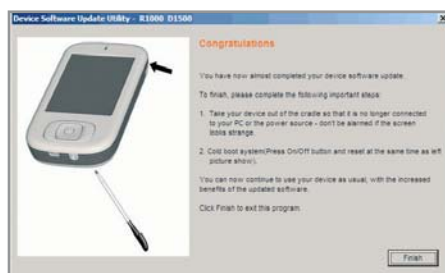 Device Software Update Utility - R1000 D1500
Congratulations
You have now almost completed your device software update.
To finish, please complete the following important steps:
1. Take your device out of the cradle so that it is no longer connected
to your PC or the power source - don't be alarmed if the screen
looks strange.
2. Cold boot system(Press On/Off button and reset at the same time as left
picture show).
You can now continue to use your device as usual, with the increased
benefits of the updated software.
Click Finish to exit this program.
Finish